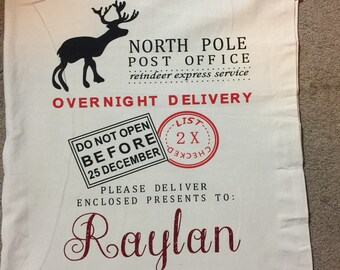 NORTH POLE
POST OFFICE
reindeer express service
OVERNIGHT DELIVERY
DO NOT OPEN
BEFORE
25 DECEMBER
LIST
2 X
CHECKED
PLEASE DELIVER
ENCLOSED PRESENTS TO:
Raylan